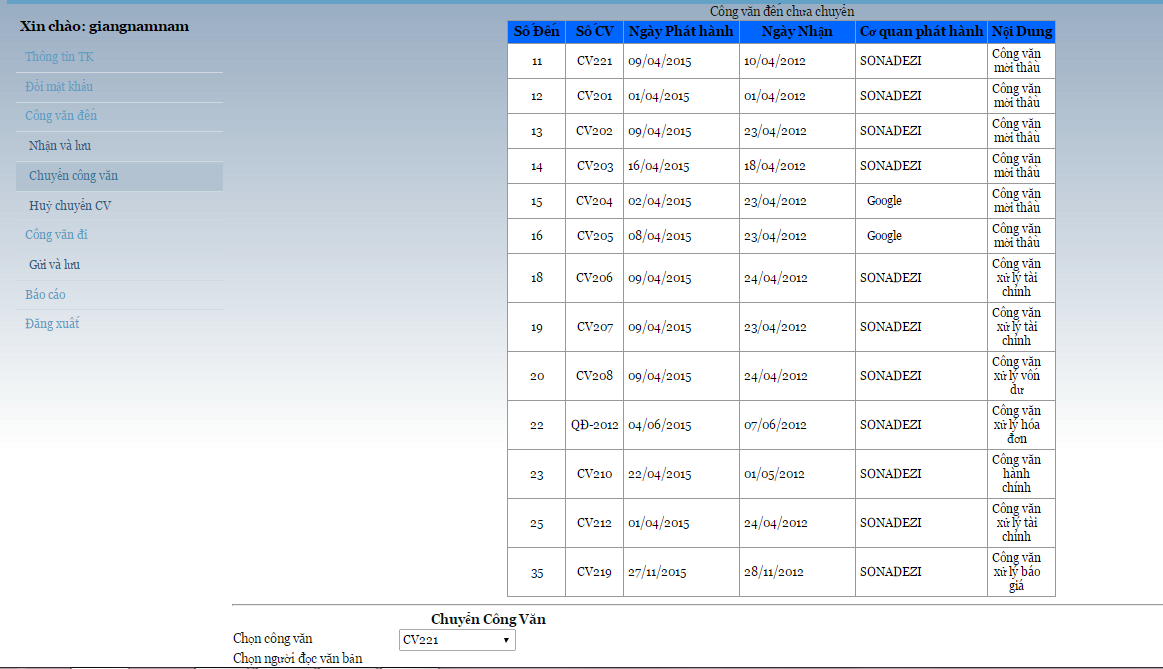 Xin chào: giangnamnam
Thông tin TK
Đổi mật khẩu
Công văn đến
Nhận và lưu
Chuyển công văn
Huỷ chuyển CV
Công văn đi
Gửi và lưu
Báo cáo
Đăng xuất
Công văn đến chưa chuyển
Số Đến Số CV Ngày Phát hành Ngày Nhận Cơ quan phát hành Nội Dung
11 CV221 09/04/2015 10/04/2012 SONADEZI Công văn
mời thầu
12 CV201 01/04/2015 01/04/2012 SONADEZI Công văn
mời thầu
13 CV202 09/04/2015 23/04/2012 SONADEZI Công văn
mời thầu
14 CV203 16/04/2015 18/04/2012 SONADEZI Công văn
mời thầu
15 CV204 02/04/2015 23/04/2012 Google Công văn
mời thầu
16 CV205 08/04/2015 23/04/2012 Google Công văn
mời thầu
18 CV206 09/04/2015 24/04/2012 SONADEZI Công văn
xử lý tài
chính
19 CV207 09/04/2015 23/04/2012 SONADEZI Công văn
xử lý tài
chính
20 CV208 09/04/2015 24/04/2012 SONADEZI Công văn
xử lý vốn
dư
22 QĐ-2012 04/06/2015 07/06/2012 SONADEZI Công văn
xử lý hóa
đơn
23 CV210 22/04/2015 01/05/2012 SONADEZI Công văn
hành
chính
25 CV212 01/04/2015 24/04/2012 SONADEZI Công văn
xử lý tài
chính
35 CV219 27/11/2015 28/11/2012 SONADEZI Công văn
xử lý báo
giá
Chuyển Công Văn
Chọn công văn CV221
Chọn người đọc văn bản